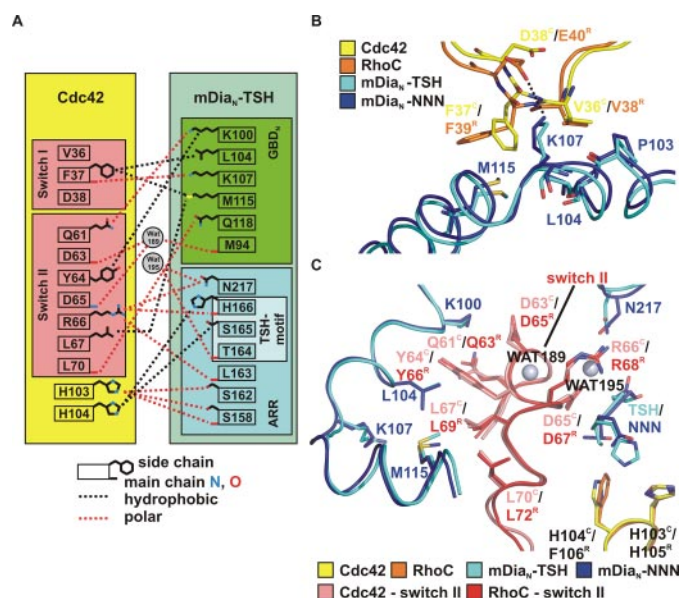 A
Cdc42
mDiaN-TSH
Switch I
V36
F37
D38
Switch II
Q61
D63
Y64
D65
R66
L67
L70
H103
H104
Wat
189
Wat
195
GBDN
K100
L104
K107
M115
Q118
M94
N217
H166
S165
T164
TSH-
motif
L163
S162
S158
ARR
side chain
main chain N, O
hydrophobic
polar
B
Cdc42
RhoC
mDiaN-TSH
mDiaN-NNN
D38C/E40R
F37C/
F39R
V36C/V38R
K107
P103
M115
L104
C
switch II
K100
D63C/
D65R
N217
Q61C/Q63R
Y64C/
Y66R
WAT189
R66C/
R68R
WAT195
L104
L67C/
L69R
D65C/
D67R
TSH/
NNN
K107
M115
L70C/
L72R
H104C/
F106R
H103C/
H105R
Cdc42
RhoC
mDiaN-TSH
mDiaN-NNN
Cdc42 - switch II
RhoC - switch II